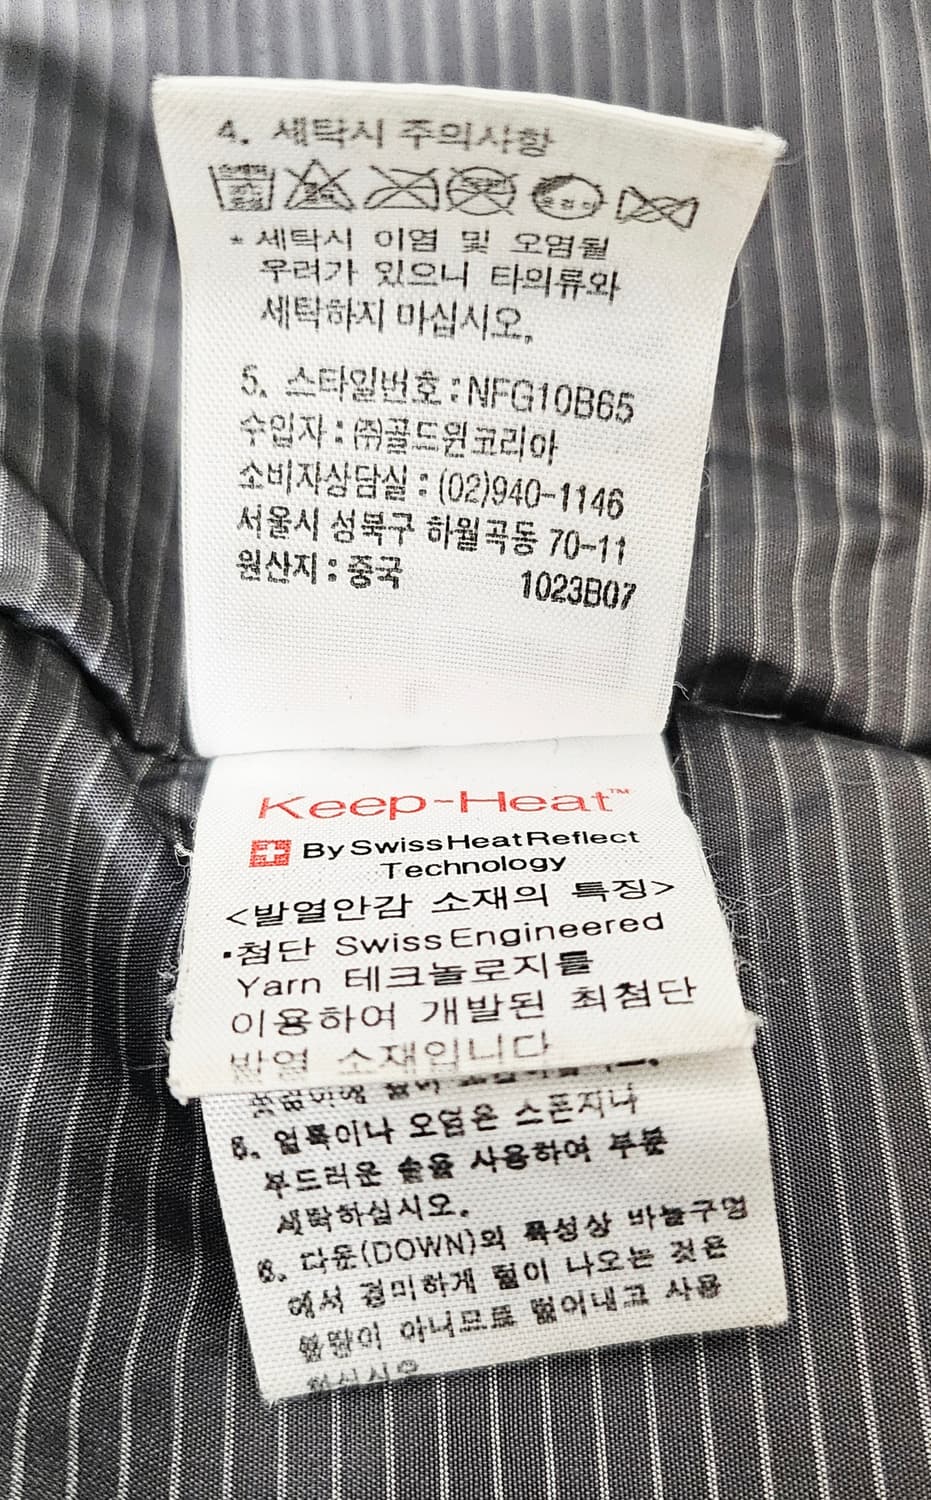 4. 세탁시 주의사항
* 세탁시 이염 및 오염될
우려가 있으니 타의류와
세탁하지 마십시오.
5. 스타일번호 : NFG10B65
수입자 : ㈜골드윈코리아
소비자상담실 : (02)940-1146
서울시 성북구 하월곡동 70-11
원산지 : 중국 1023B07
Keep-Heat™
By SwissHeatReflect
Technology
<발열안감 소재의 특징>
·첨단 SwissEngineered
Yarn 테크놀로지를
이용하여 개발된 최첨단
발열 소재입니다
5. 얼룩이나 오염은 스폰지나
부드러운 솔을 사용하여 부분
세탁하십시오.
6. 다운(DOWN)의 특성상 바늘구멍
에서 경미하게 털이 나오는 것은
불량이 아니므로 털어내고 사용
하십시오